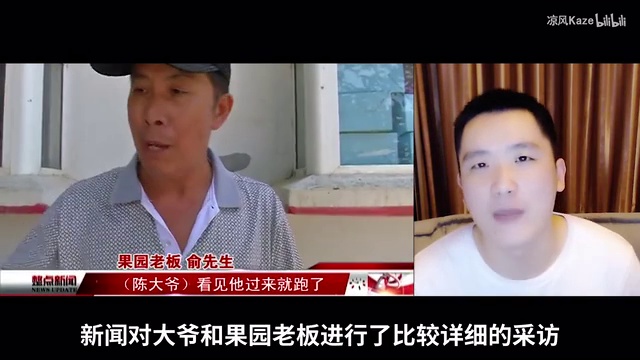 凉风Kaze bilibili
果园老板 俞先生
整点新闻
NEWS UPDATE
（陈大爷）看见他过来就跑了
新闻对大爷和果园老板进行了比较详细的采访